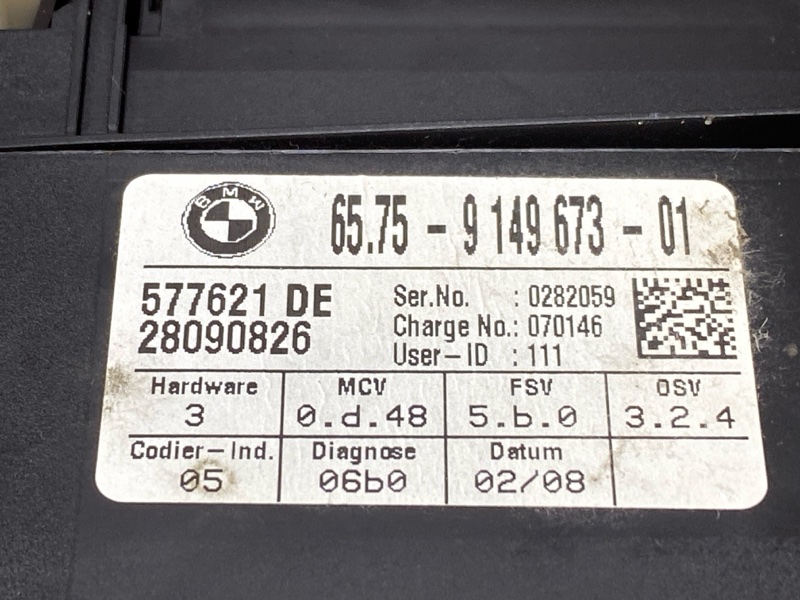 BMW
65.75 - 9 149 673 - 01
577621 DE
28090826
Ser.No. : 0282059
Charge No.: 070146
User-ID : 111
Hardware MCV FSV OSV
3 0.d.48 5.b.0 3.2.4
Codier-Ind. Diagnose Datum
05 06b0 02/08